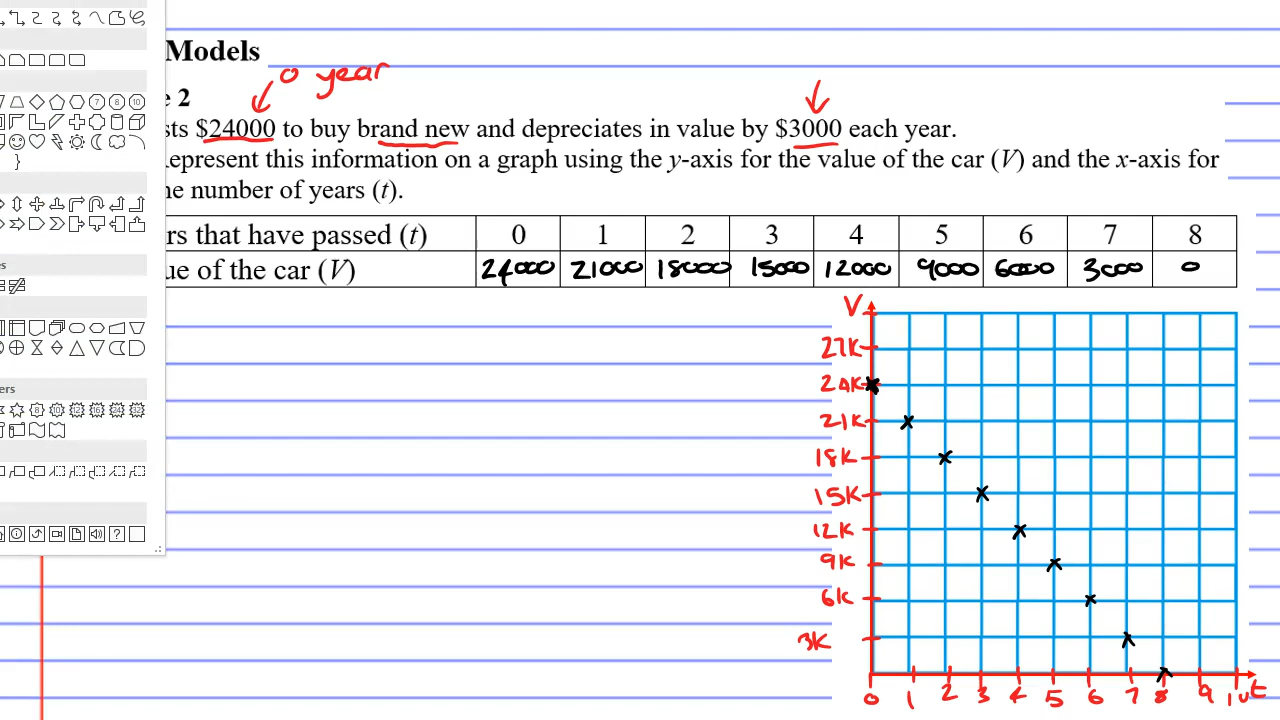 Models
0 year
e 2
sts $24000 to buy brand new and depreciates in value by $3000 each year.
epresent this information on a graph using the y-axis for the value of the car (V) and the x-axis for
ne number of years (t).
rs that have passed (t) 0 1 2 3 4 5 6 7 8
ue of the car (V) 24000 21000 18000 15000 12000 9000 6000 3000 0
V
27K
24K
21K
18K
15K
12K
9K
6K
3K
0 1 2 3 4 5 6 7 8 9 10 t
es
ers